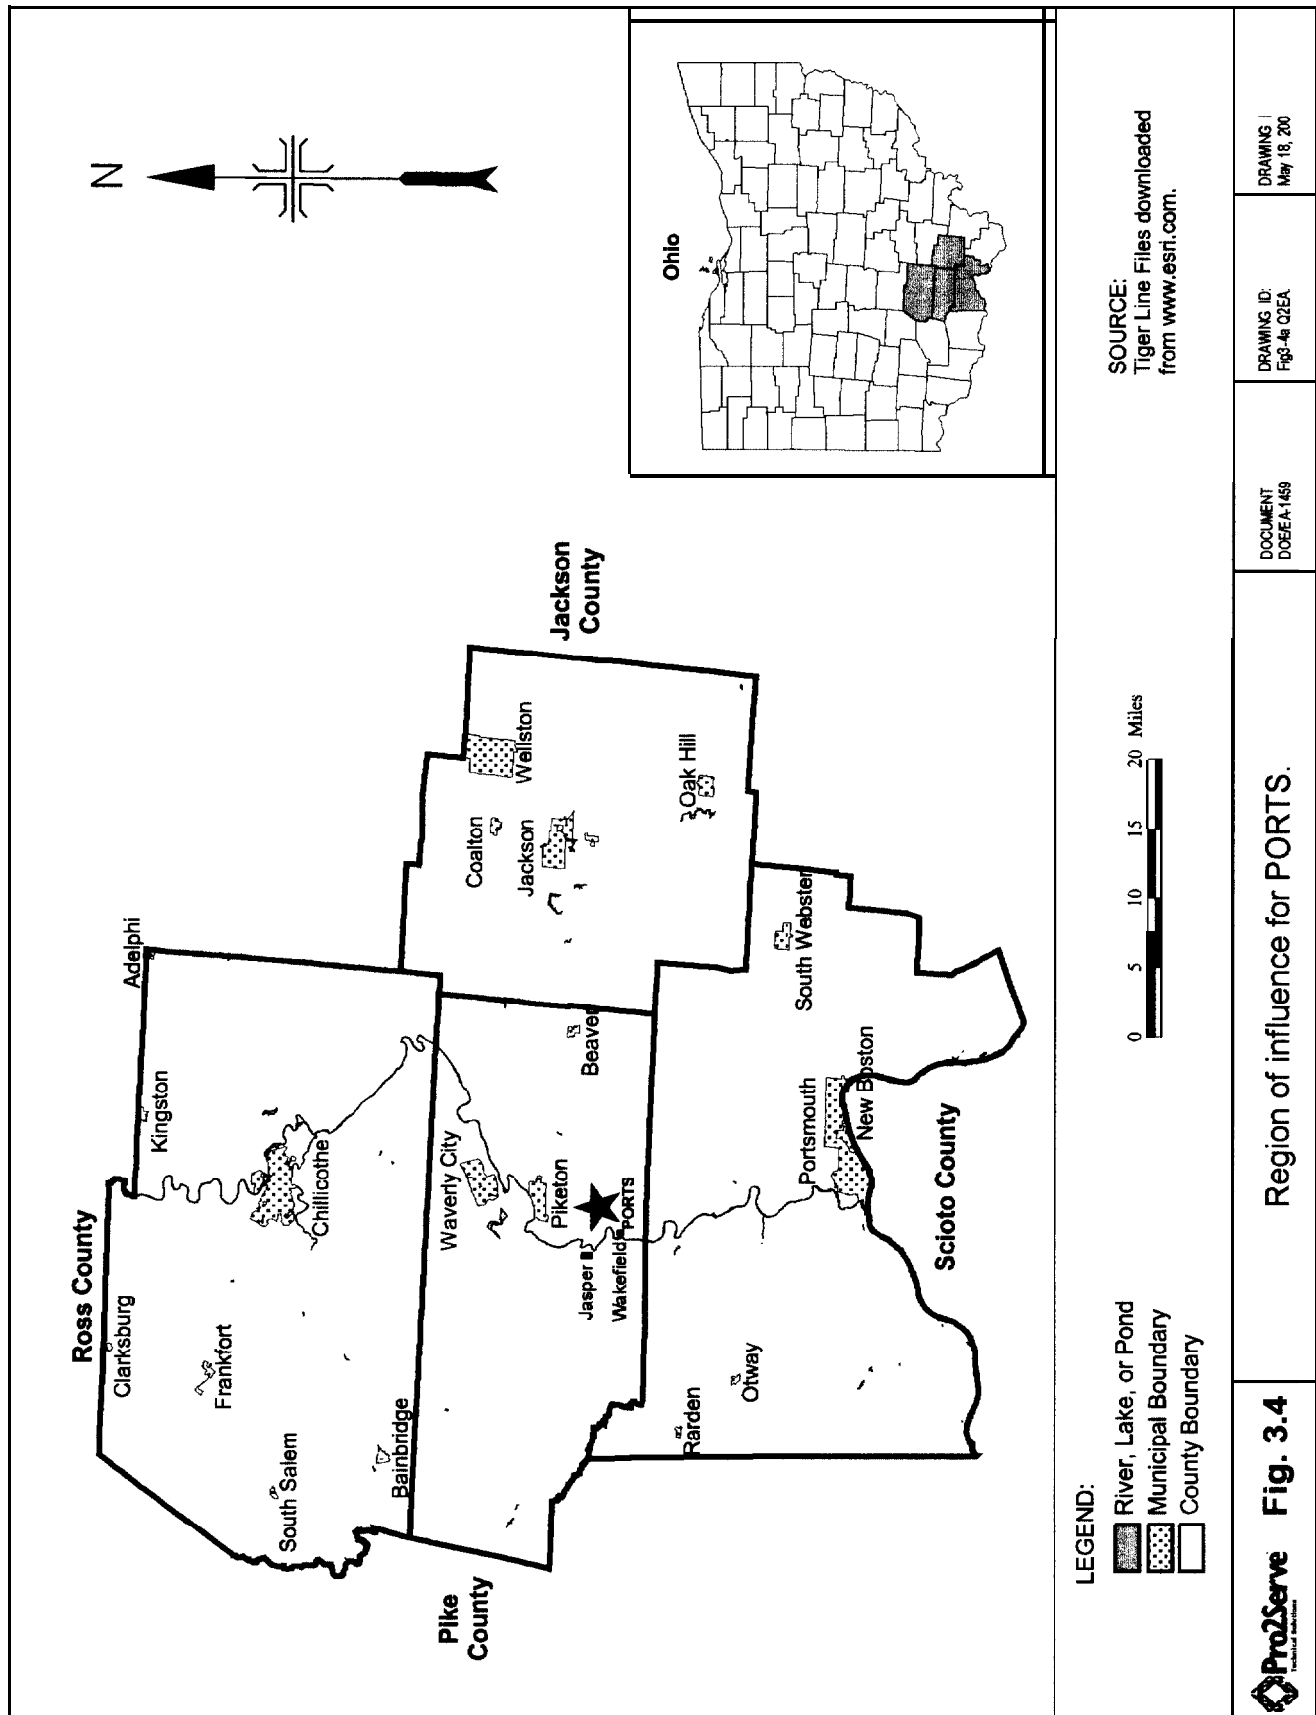 N
Ross County
Adelphi
Kingston
Clarksburg
Frankfort
Chillicothe
South Salem
Bainbridge
Pike
County
Waverly City
Piketon
Beaver
Jasper
Wakefield
PORTS
Jackson
County
Wellston
Coalton
Jackson
Oak Hill
Scioto County
South Webster
Portsmouth
New Boston
Rarden
Otway
Ohio
LEGEND:
River, Lake, or Pond
Municipal Boundary
County Boundary
0 5 10 15 20 Miles
SOURCE:
Tiger Line Files downloaded
from www.esri.com.
Pro2Serve
Technical Solutions
Fig. 3.4
Region of influence for PORTS.
DOCUMENT
DOE/EA-1459
DRAWING ID:
Fig3-4a Q2EA
DRAWING
May 18, 200